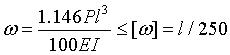 ω = 1.146Pl³ / 100EI ≤ [ω] = l / 250